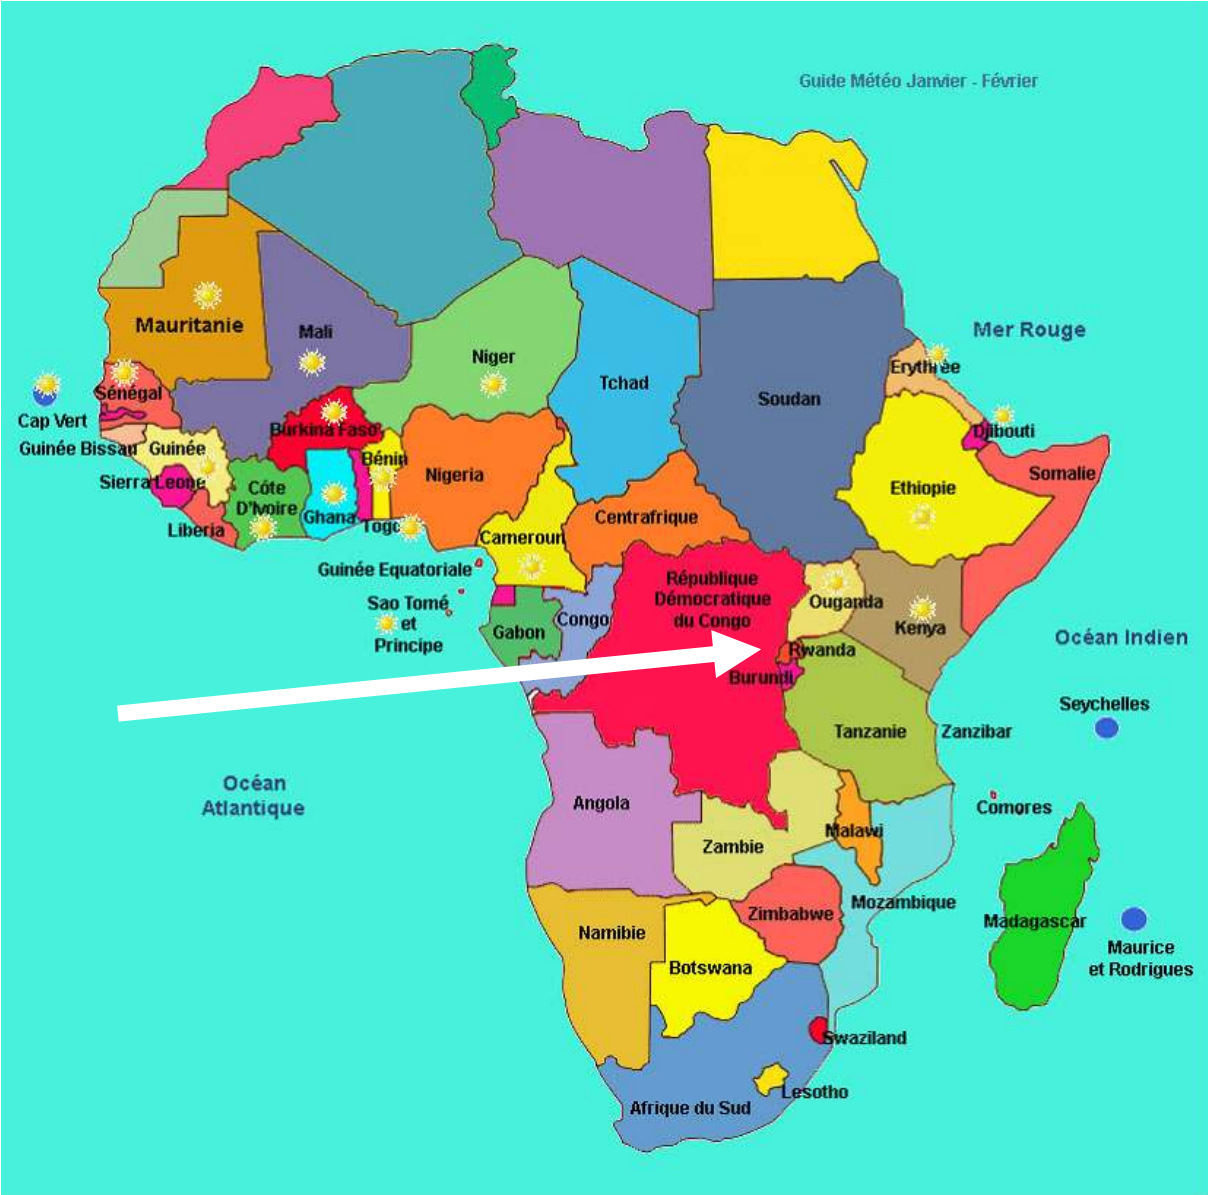 Guide Météo Janvier - Février
Mer Rouge
Mauritanie
Mali
Niger
Tchad
Soudan
Erythrée
Sénégal
Cap Vert
Djibouti
Burkina Faso
Guinée Bissau
Guinée
Bénin
Nigeria
Somalie
Sierra Leone
Côte
D'Ivoire
Ethiopie
Ghana
Togo
Centrafrique
Liberia
Cameroun
Guinée Equatoriale
République
Démocratique
du Congo
Ouganda
Sao Tomé
et
Principe
Gabon
Congo
Kenya
Océan Indien
Rwanda
Burundi
Seychelles
Tanzanie
Zanzibar
Océan
Atlantique
Angola
Comores
Malawi
Zambie
Mozambique
Zimbabwe
Madagascar
Namibie
Maurice
et Rodrigues
Botswana
Swaziland
Lesotho
Afrique du Sud